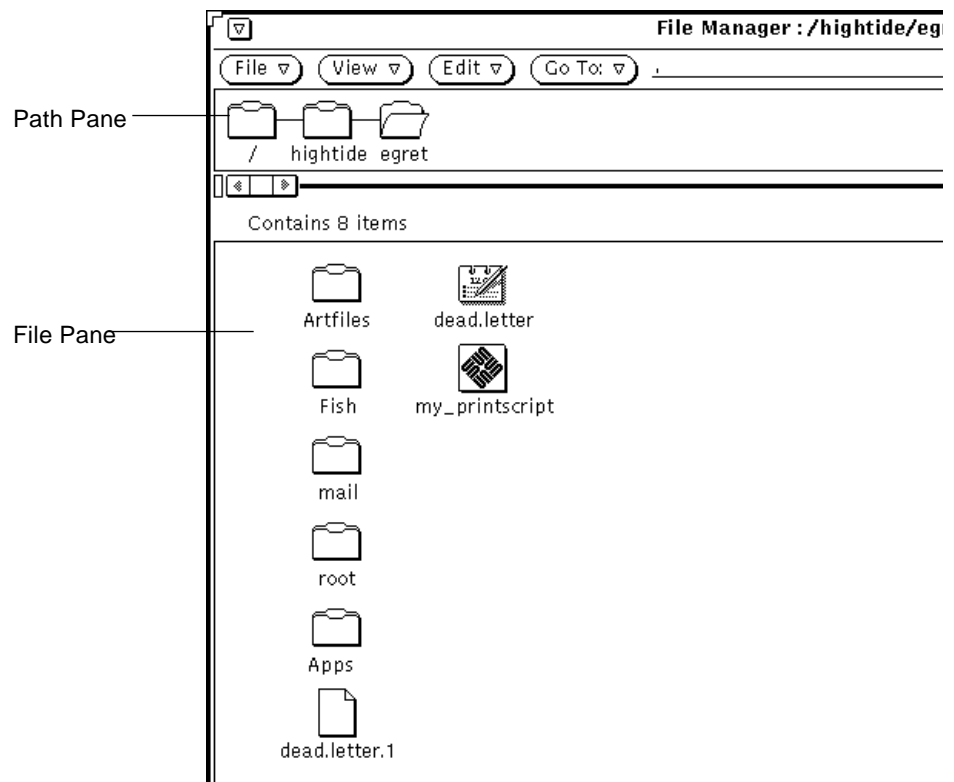 File Manager : /hightide/eg
File View Edit Go To:
Path Pane
/ hightide egret
Contains 8 items
Artfiles dead.letter
File Pane
Fish my_printscript
mail
root
Apps
dead.letter.1